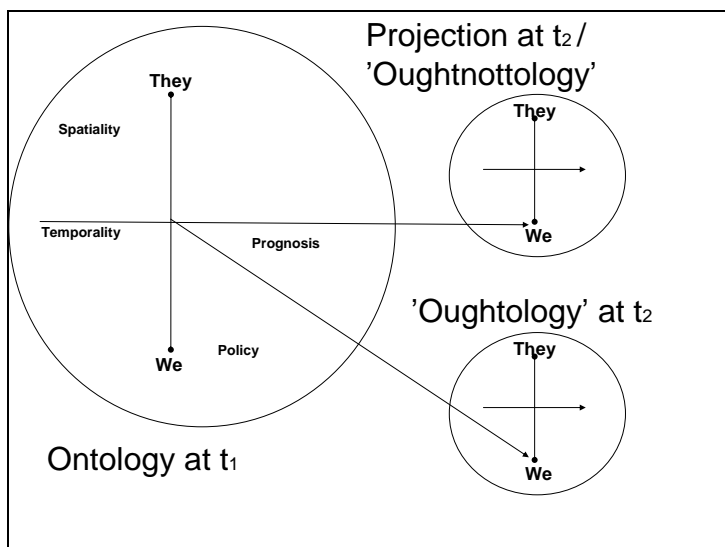 Projection at t2 /
’Oughtnottology’
They
Spatiality
Temporality
Prognosis
We
Policy
Ontology at t1
They
We
’Oughtology’ at t2
They
We